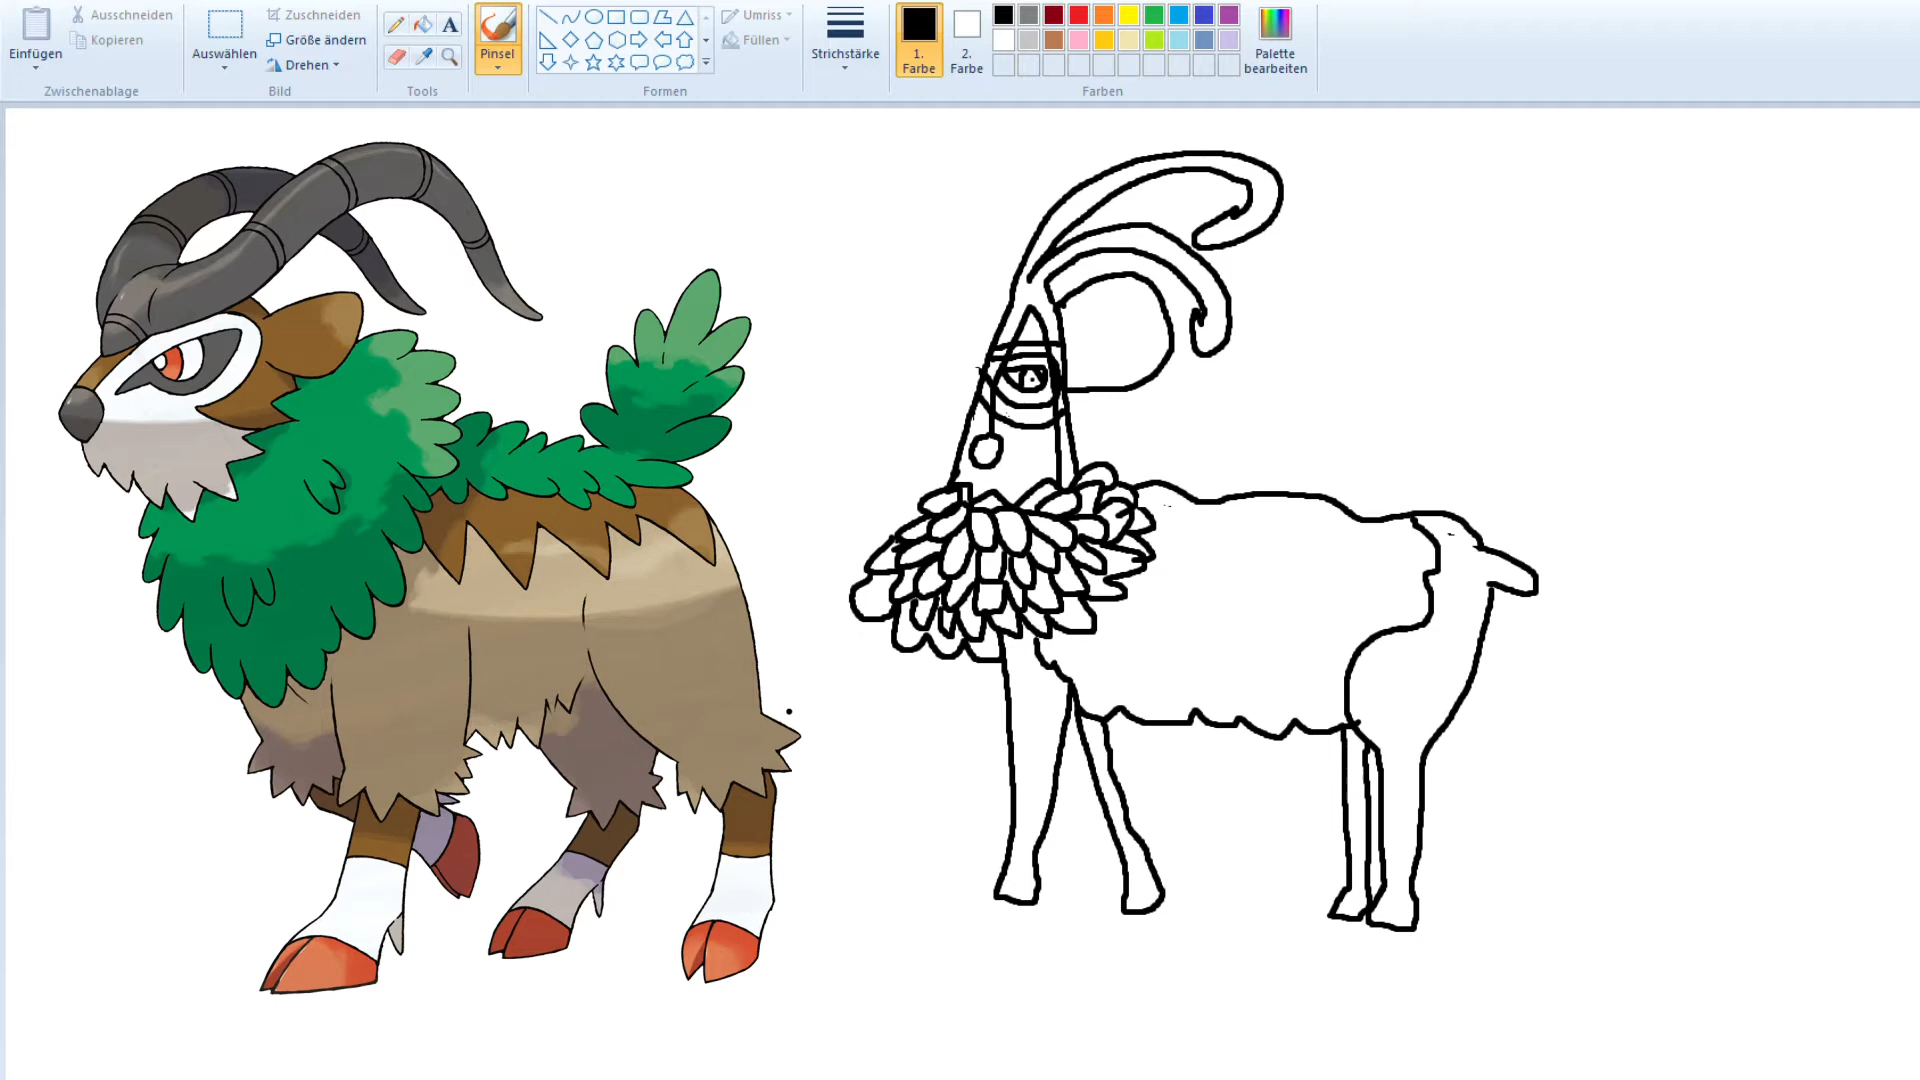 Einfügen
Ausschneiden
Kopieren
Zwischenablage
Auswählen
Zuschneiden
Größe ändern
Drehen
Bild
A
Tools
Pinsel
Umriss
Füllen
Formen
Strichstärke
1.
Farbe
2.
Farbe
Palette
bearbeiten
Farben